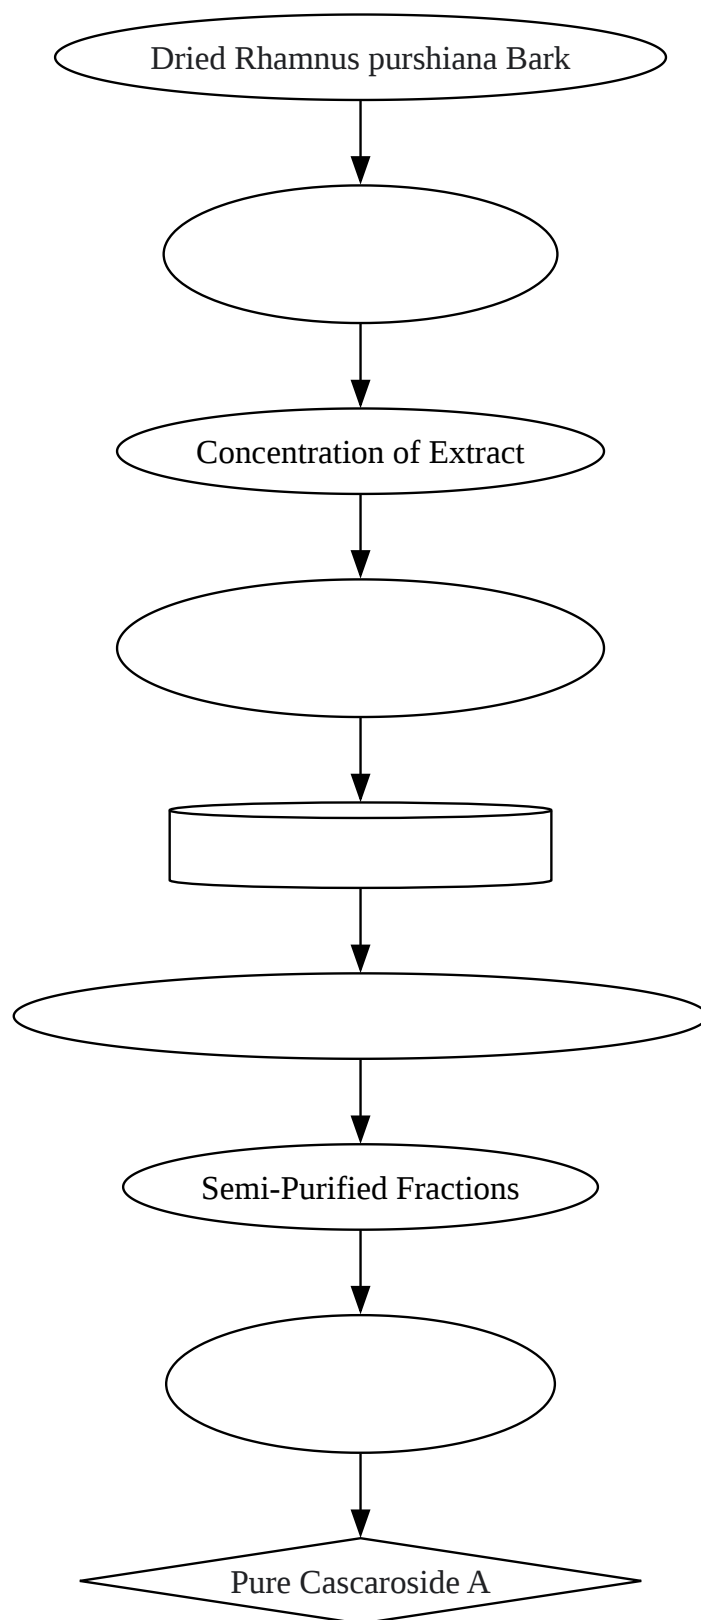 Dried Rhamnus purshiana Bark
Concentration of Extract
Semi-Purified Fractions
Pure Cascaroside A